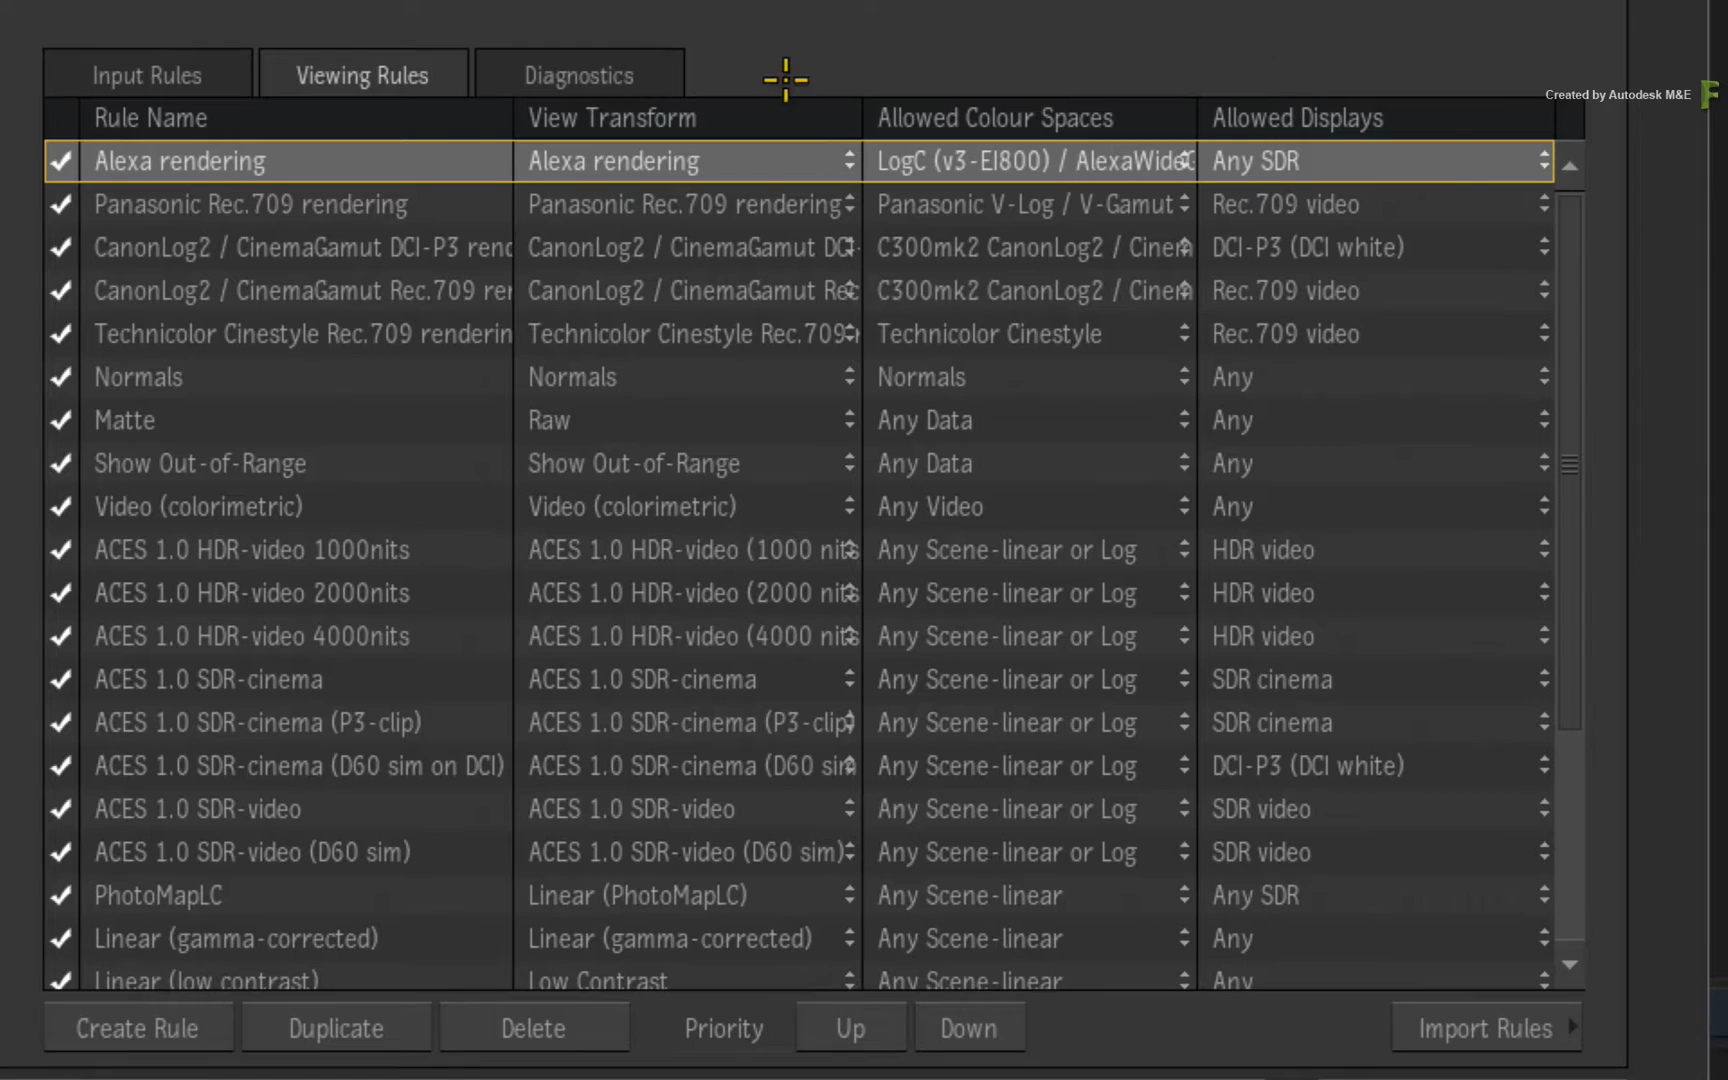 Input Rules Viewing Rules Diagnostics
Created by Autodesk M&E
Rule Name View Transform Allowed Colour Spaces Allowed Displays
Alexa rendering Alexa rendering LogC (v3-EI800) / AlexaWide Any SDR
Panasonic Rec.709 rendering Panasonic Rec.709 rendering Panasonic V-Log / V-Gamut Rec.709 video
CanonLog2 / CinemaGamut DCI-P3 rend CanonLog2 / CinemaGamut DCI- C300mk2 CanonLog2 / Cinem DCI-P3 (DCI white)
CanonLog2 / CinemaGamut Rec.709 rer CanonLog2 / CinemaGamut Rec C300mk2 CanonLog2 / Cinem Rec.709 video
Technicolor Cinestyle Rec.709 renderin Technicolor Cinestyle Rec.709 Technicolor Cinestyle Rec.709 video
Normals Normals Normals Any
Matte Raw Any Data Any
Show Out-of-Range Show Out-of-Range Any Data Any
Video (colorimetric) Video (colorimetric) Any Video Any
ACES 1.0 HDR-video 1000nits ACES 1.0 HDR-video (1000 nits Any Scene-linear or Log HDR video
ACES 1.0 HDR-video 2000nits ACES 1.0 HDR-video (2000 nits Any Scene-linear or Log HDR video
ACES 1.0 HDR-video 4000nits ACES 1.0 HDR-video (4000 nits Any Scene-linear or Log HDR video
ACES 1.0 SDR-cinema ACES 1.0 SDR-cinema Any Scene-linear or Log SDR cinema
ACES 1.0 SDR-cinema (P3-clip) ACES 1.0 SDR-cinema (P3-clip) Any Scene-linear or Log SDR cinema
ACES 1.0 SDR-cinema (D60 sim on DCI) ACES 1.0 SDR-cinema (D60 sim Any Scene-linear or Log DCI-P3 (DCI white)
ACES 1.0 SDR-video ACES 1.0 SDR-video Any Scene-linear or Log SDR video
ACES 1.0 SDR-video (D60 sim) ACES 1.0 SDR-video (D60 sim) Any Scene-linear or Log SDR video
PhotoMapLC Linear (PhotoMapLC) Any Scene-linear Any SDR
Linear (gamma-corrected) Linear (gamma-corrected) Any Scene-linear Any
Linear (low contrast) Low Contrast Any Scene-linear Any
Create Rule Duplicate Delete Priority Up Down Import Rules